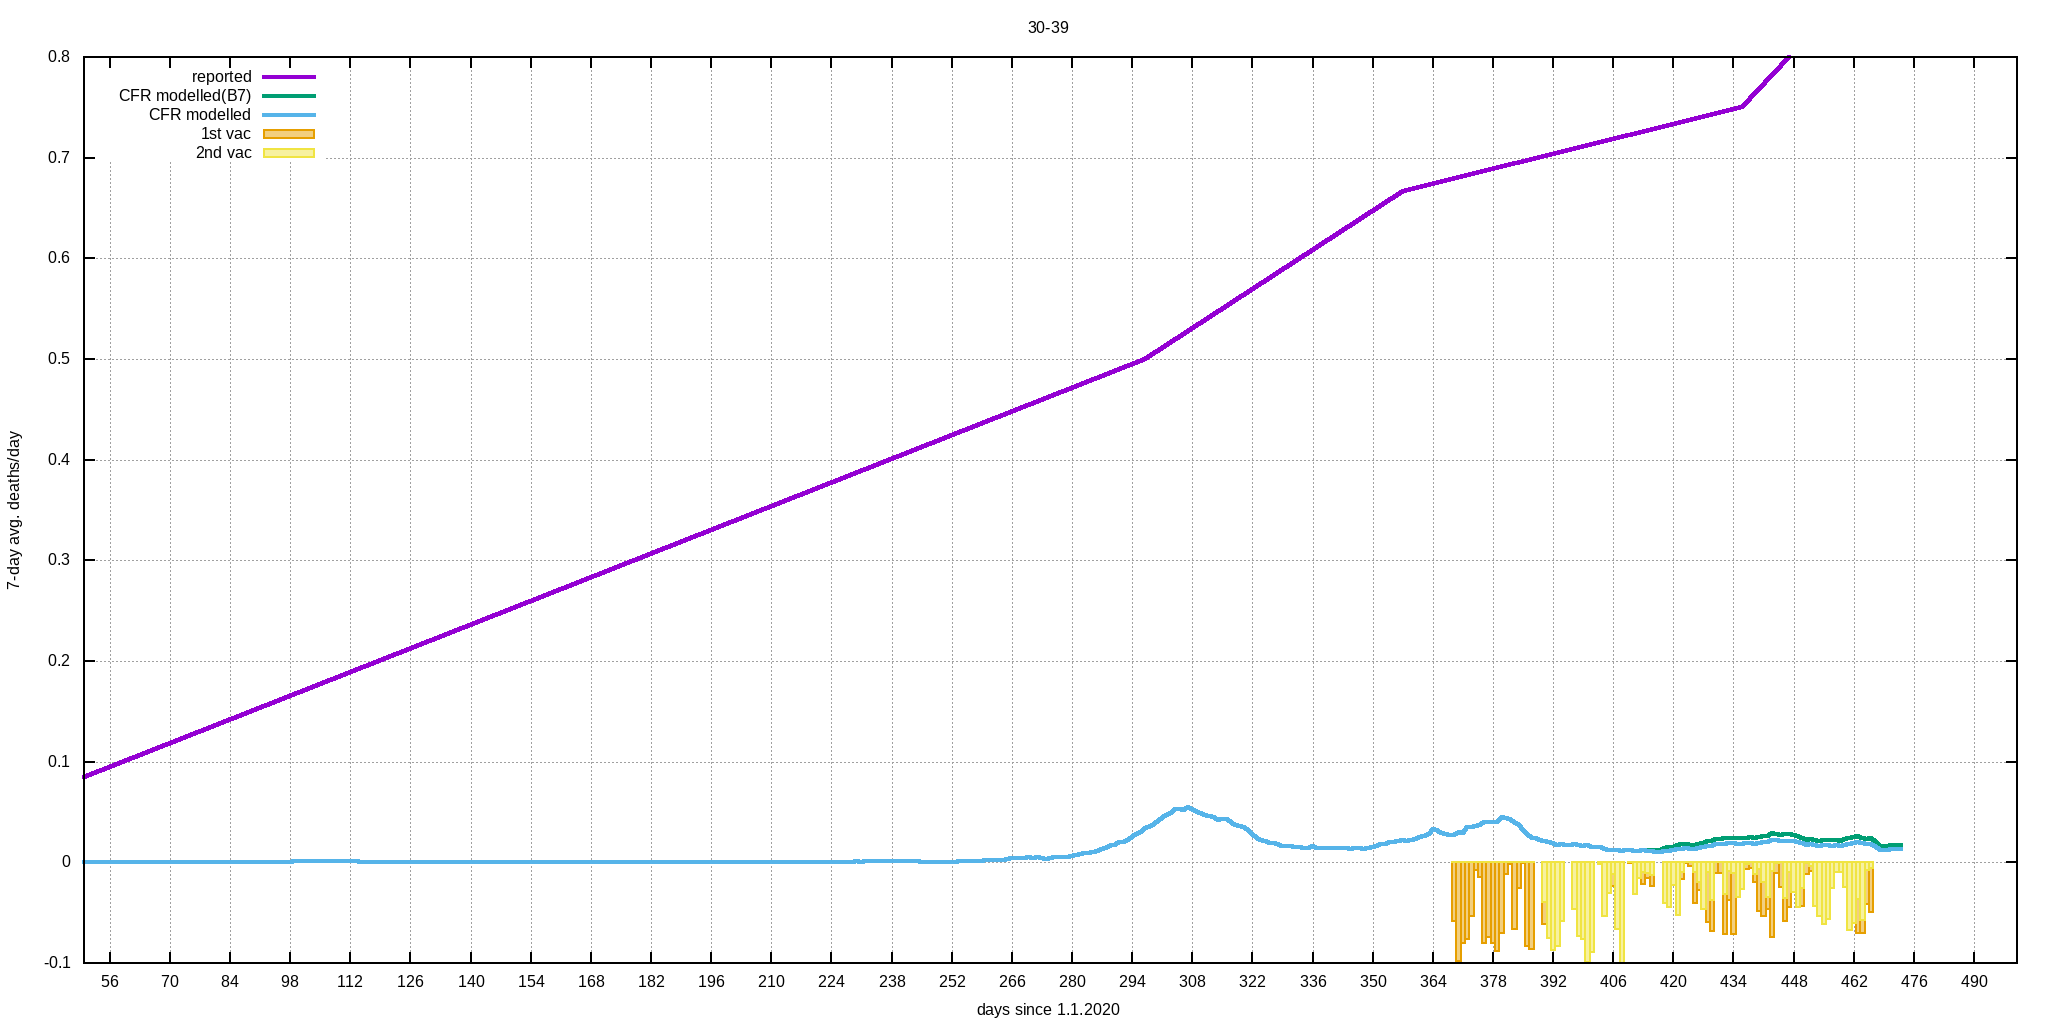 30-39
reported
CFR modelled(B7)
CFR modelled
1st vac
2nd vac
0.8
0.7
0.6
0.5
0.4
0.3
0.2
0.1
0
-0.1
7-day avg. deaths/day
56 70 84 98 112 126 140 154 168 182 196 210 224 238 252 266 280 294 308 322 336 350 364 378 392 406 420 434 448 462 476 490
days since 1.1.2020